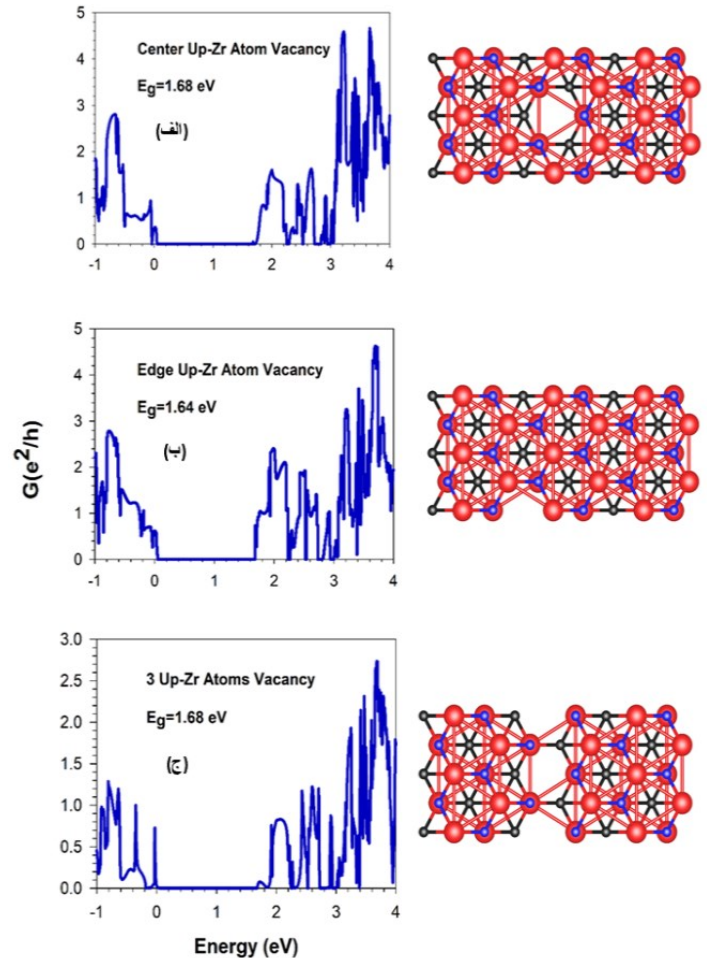 5
4
3
2
1
0
Center Up-Zr Atom Vacancy
Eg=1.68 eV
(الف)
-1 0 1 2 3 4
5
4
3
2
1
0
Edge Up-Zr Atom Vacancy
Eg=1.64 eV
(ب)
-1 0 1 2 3 4
G(e²/h)
3.0
2.5
2.0
1.5
1.0
0.5
0.0
3 Up-Zr Atoms Vacancy
Eg=1.68 eV
(ج)
-1 0 1 2 3 4
Energy (eV)